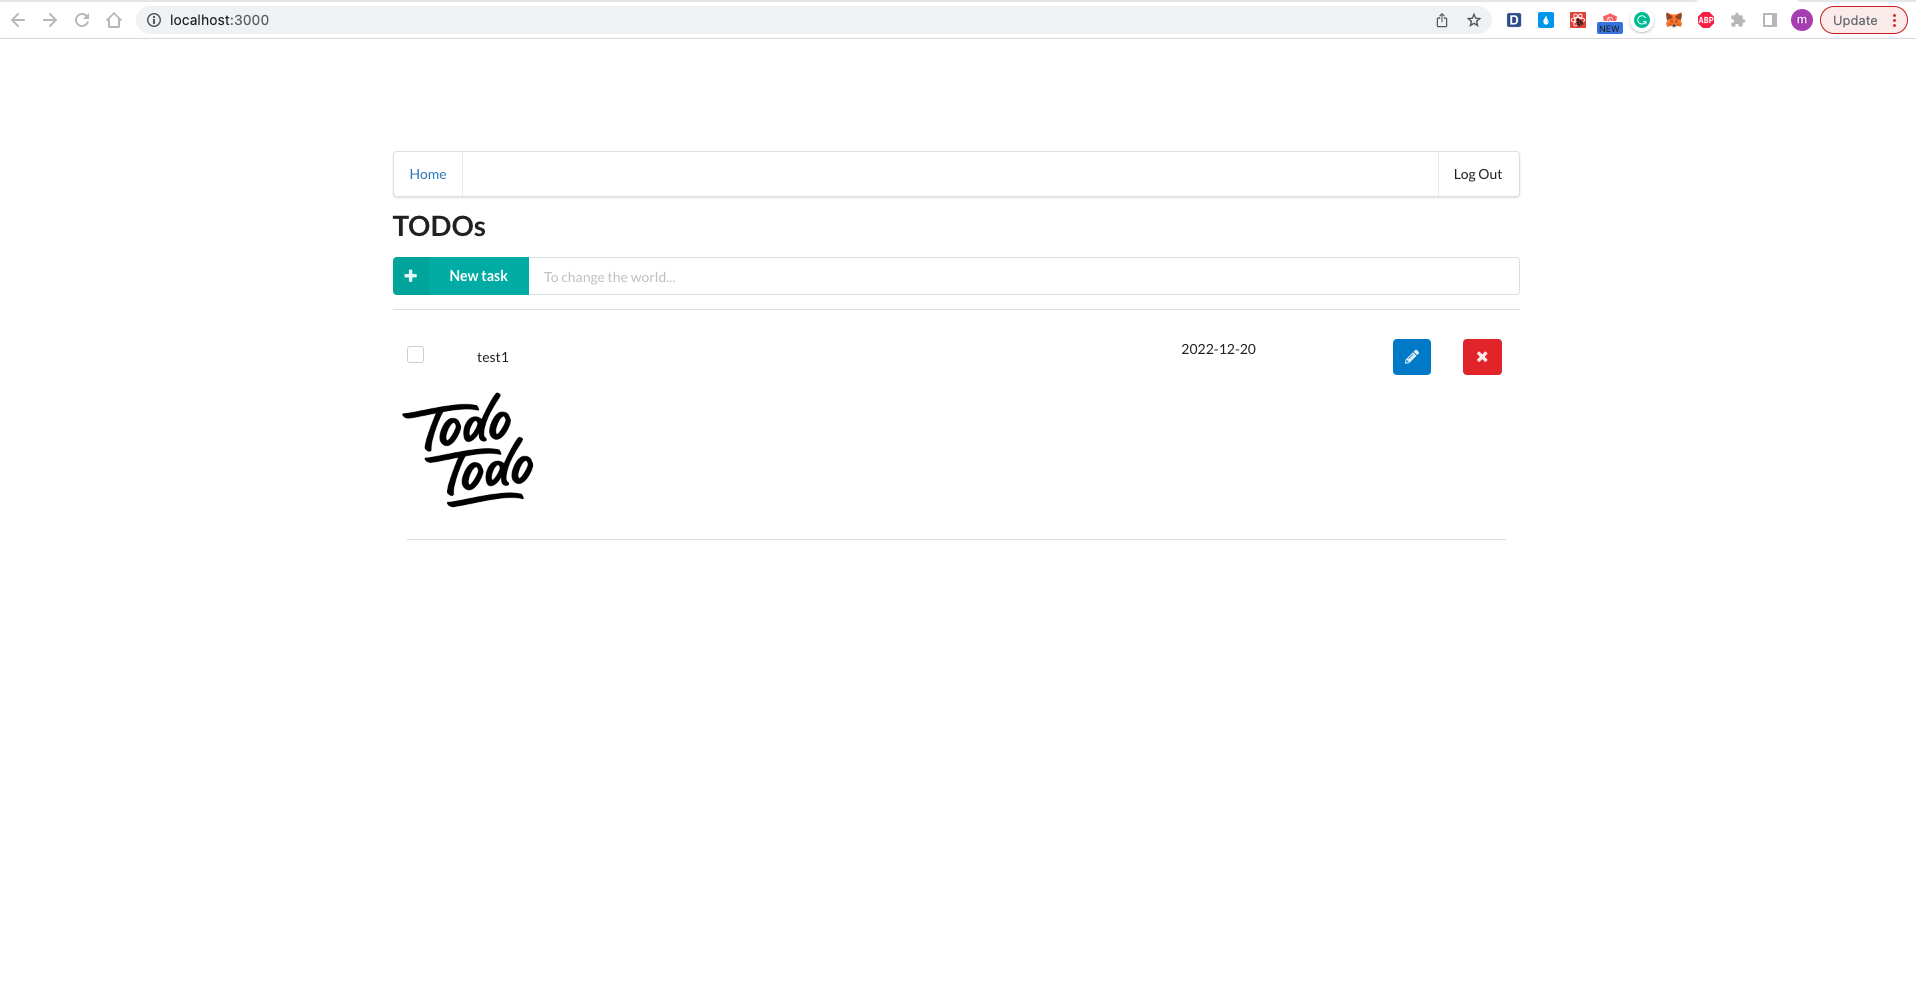 localhost:3000
D
NEW
G
ABP
m
Update
Home
Log Out
TODOs
New task
To change the world...
test1
2022-12-20
Todo
Todo